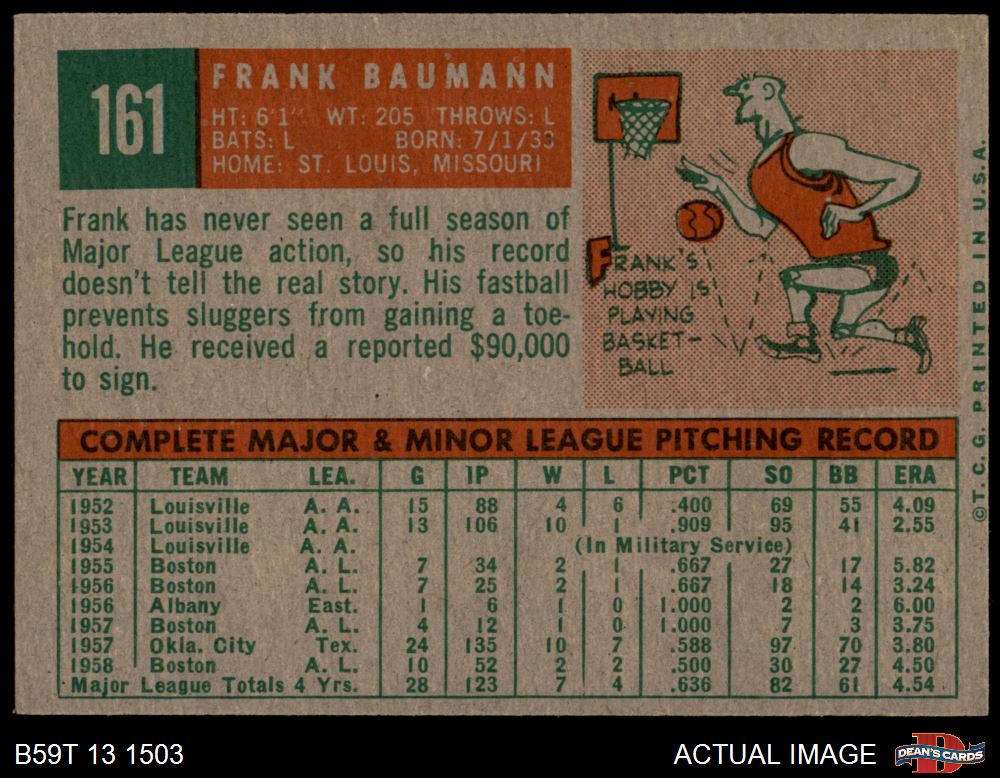 161
FRANK BAUMANN
HT: 6'1" WT: 205 THROWS: L
BATS: L BORN: 7/1/33
HOME: ST. LOUIS, MISSOURI
Frank has never seen a full season of
Major League action, so his record
doesn't tell the real story. His fastball
prevents sluggers from gaining a toe-
hold. He received a reported $90,000
to sign.
FRANK'S
HOBBY IS
PLAYING
BASKET-
BALL
©T.C.G. PRINTED IN U.S.A.
COMPLETE MAJOR & MINOR LEAGUE PITCHING RECORD
YEAR TEAM LEA. G IP W L PCT SO BB ERA
1952 Louisville A. A. 15 88 4 6 .400 69 55 4.09
1953 Louisville A. A. 13 106 10 1 .909 95 41 2.55
1954 Louisville A. A. (In Military Service)
1955 Boston A. L. 7 34 2 1 .667 27 17 5.82
1956 Boston A. L. 7 25 2 1 .667 18 14 3.24
1956 Albany East. 1 6 1 0 1.000 2 2 6.00
1957 Boston A. L. 4 12 1 0 1.000 7 3 3.75
1957 Okla. City Tex. 24 135 10 7 .588 97 70 3.80
1958 Boston A. L. 10 52 2 2 .500 30 27 4.50
Major League Totals 4 Yrs. 28 123 7 4 .636 82 61 4.54
B59T 13 1503
ACTUAL IMAGE
DEAN'S CARDS